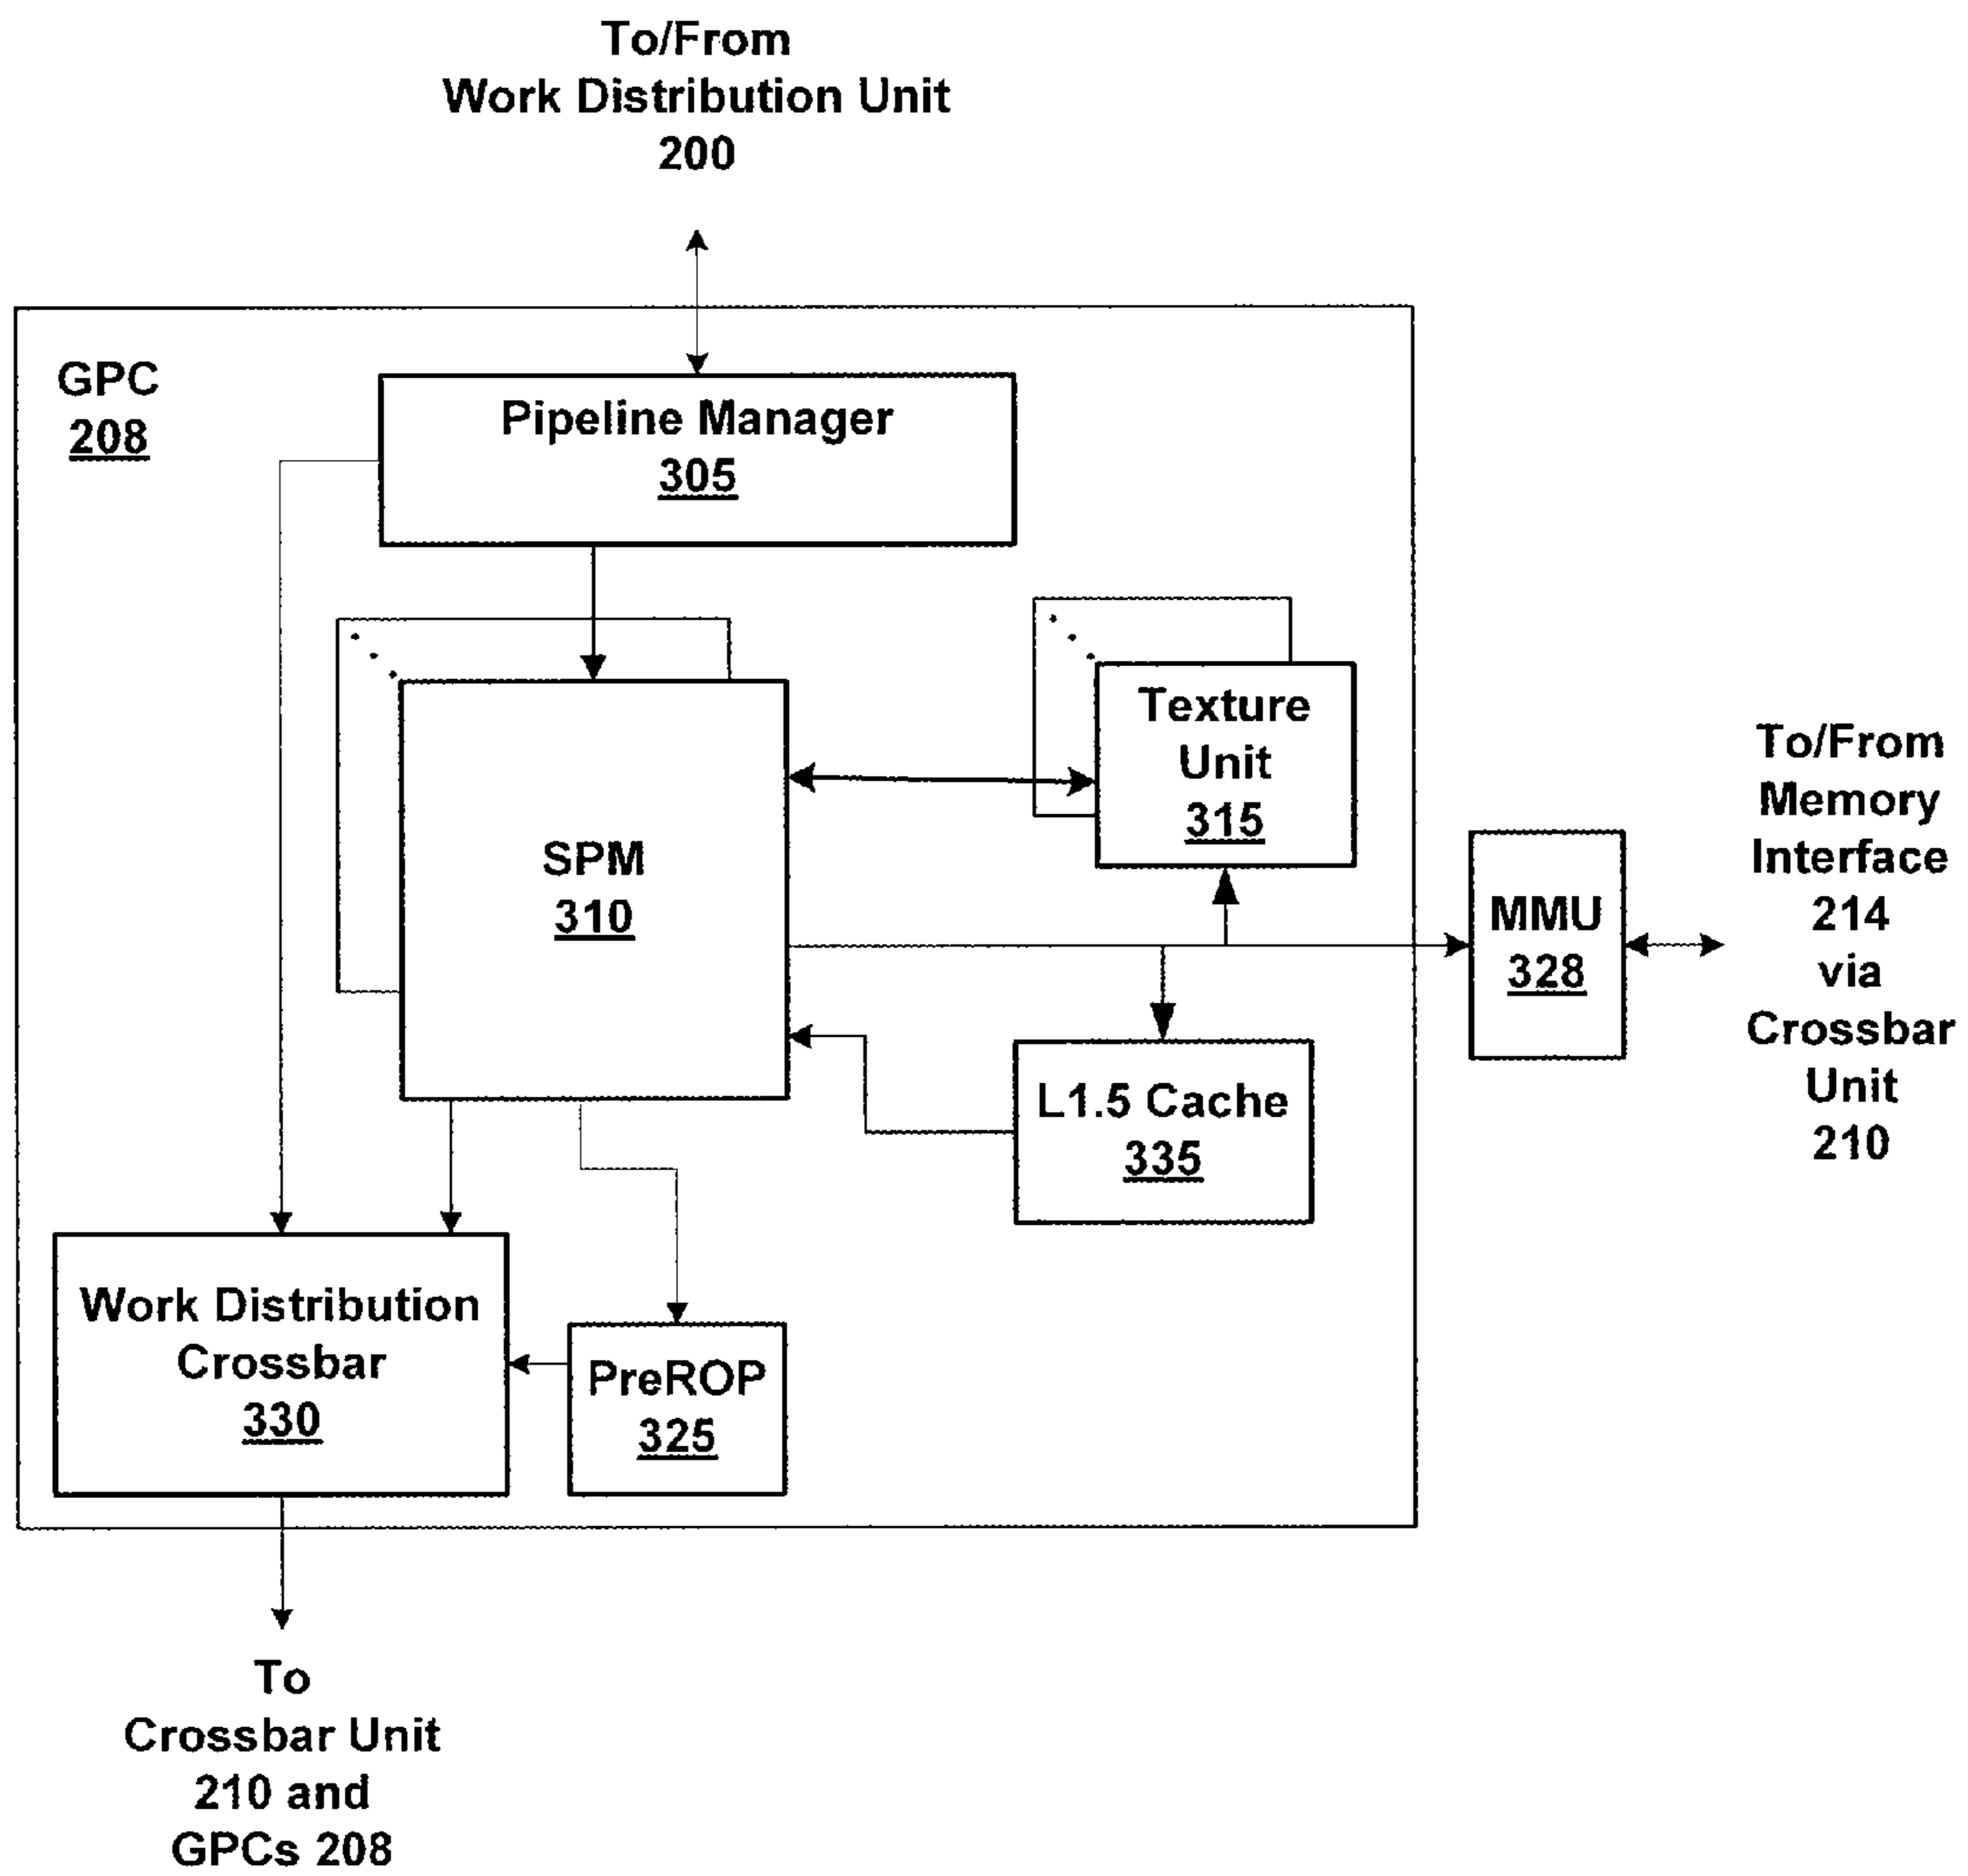 To/From
Work Distribution Unit
200
GPC
208
Pipeline Manager
305
Texture
Unit
315
SPM
310
To/From
Memory
Interface
214
via
Crossbar
Unit
210
MMU
328
L1.5 Cache
335
Work Distribution
Crossbar
330
PreROP
325
To
Crossbar Unit
210 and
GPCs 208